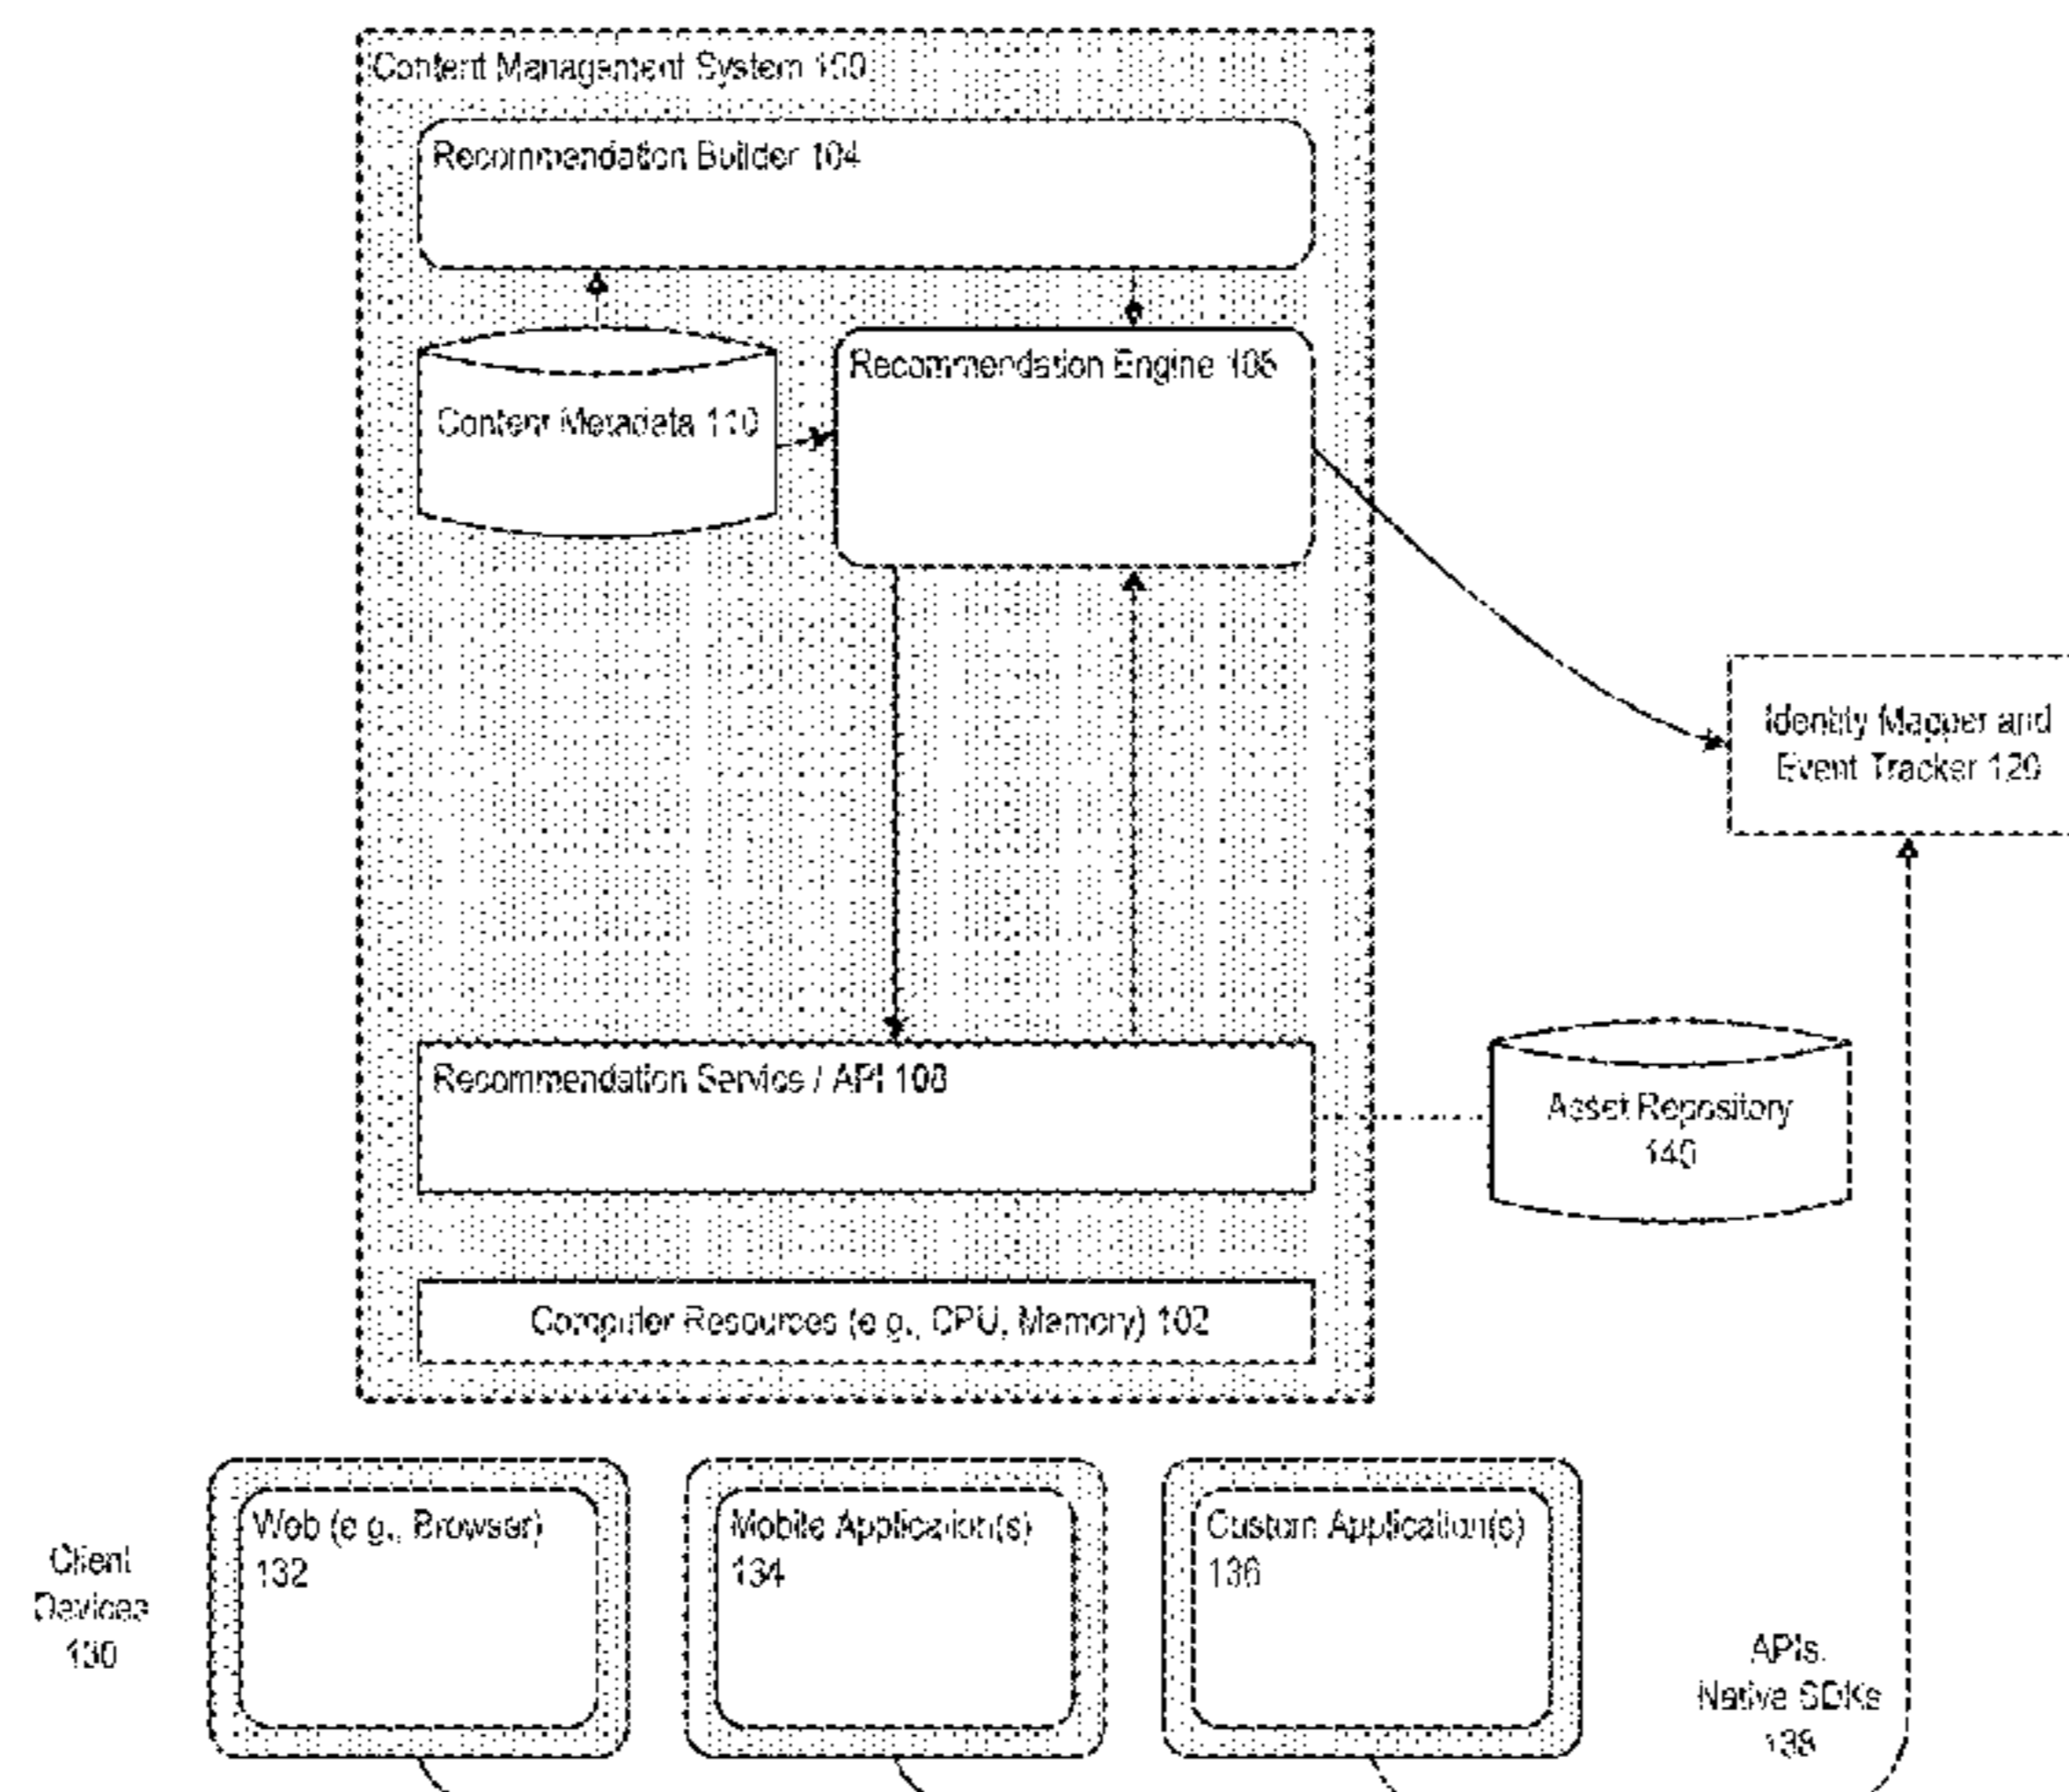 Content Management System 100
Recommendation Builder 104
Recommendation Engine 106
Content Metadata 110
Identity Mapper and
Event Tracker 120
Recommendation Service / API 108
Asset Repository
140
Computer Resources (e.g., CPU, Memory) 102
Client
Devices
130
Web (e.g., Browser)
132
Mobile Application(s)
134
Custom Application(s)
136
APIs,
Native SDKs
138